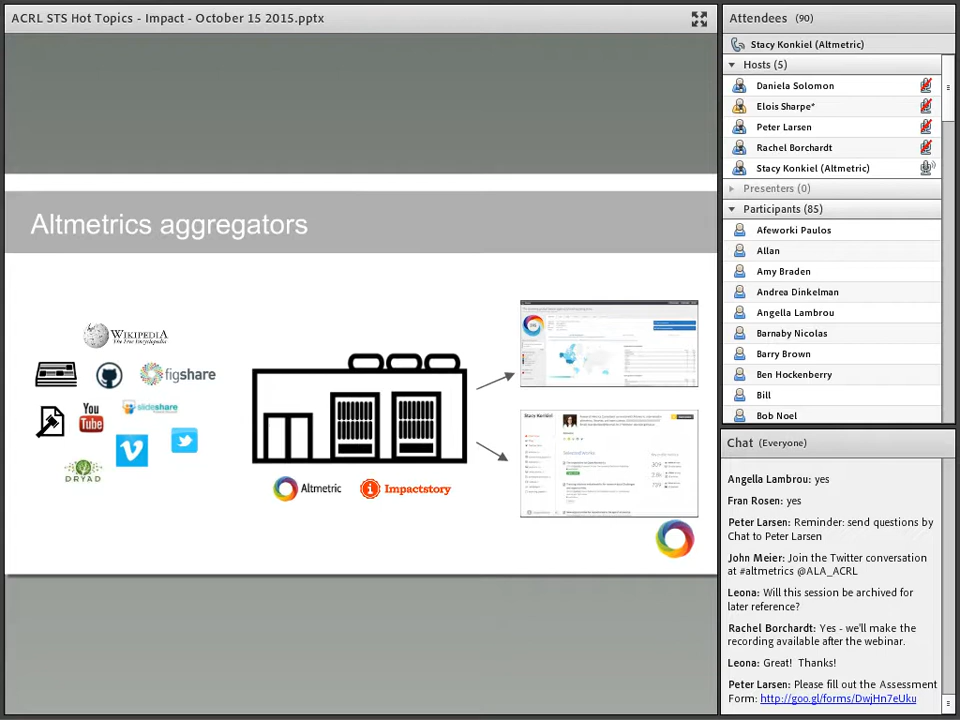 ACRL STS Hot Topics - Impact - October 15 2015.pptx
Altmetrics aggregators
WIKIPEDIA
The Free Encyclopedia
figshare
You
Tube
slideshare
DRYAD
Altmetric
Impactstory
Stacy Konkiel
Attendees (90)
Stacy Konkiel (Altmetric)
Hosts (5)
Daniela Solomon
Elois Sharpe*
Peter Larsen
Rachel Borchardt
Stacy Konkiel (Altmetric)
Presenters (0)
Participants (85)
Afeworki Paulos
Allan
Amy Braden
Andrea Dinkelman
Angella Lambrou
Barnaby Nicolas
Barry Brown
Ben Hockenberry
Bill
Bob Noel
Chat (Everyone)
Angella Lambrou: yes
Fran Rosen: yes
Peter Larsen: Reminder: send questions by
Chat to Peter Larsen
John Meier: Join the Twitter conversation
at #altmetrics @ALA_ACRL
Leona: Will this session be archived for
later reference?
Rachel Borchardt: Yes - we'll make the
recording available after the webinar.
Leona: Great! Thanks!
Peter Larsen: Please fill out the Assessment
Form: http://goo.gl/forms/DwjHn7eUku